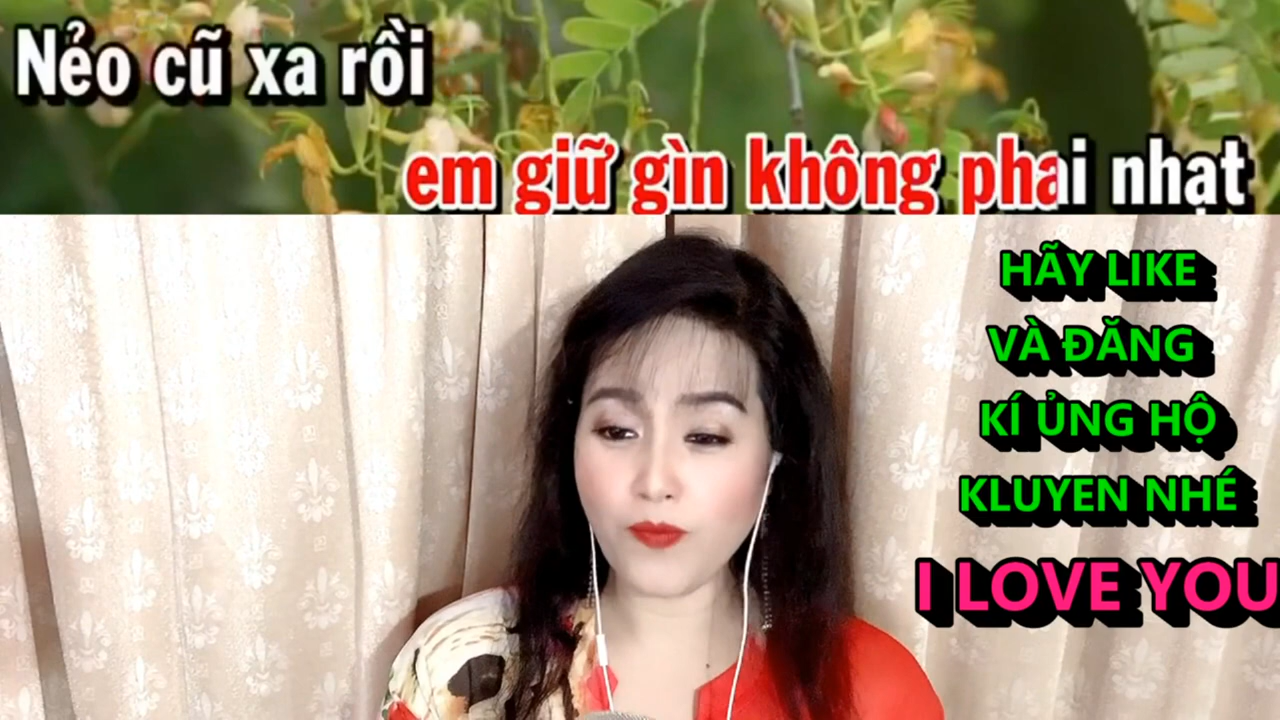 Nẻo cũ xa rồi
em giữ gìn không phai nhạt
HÃY LIKE
VÀ ĐĂNG
KÍ ỦNG HỘ
KLUYEN NHÉ
I LOVE YOU